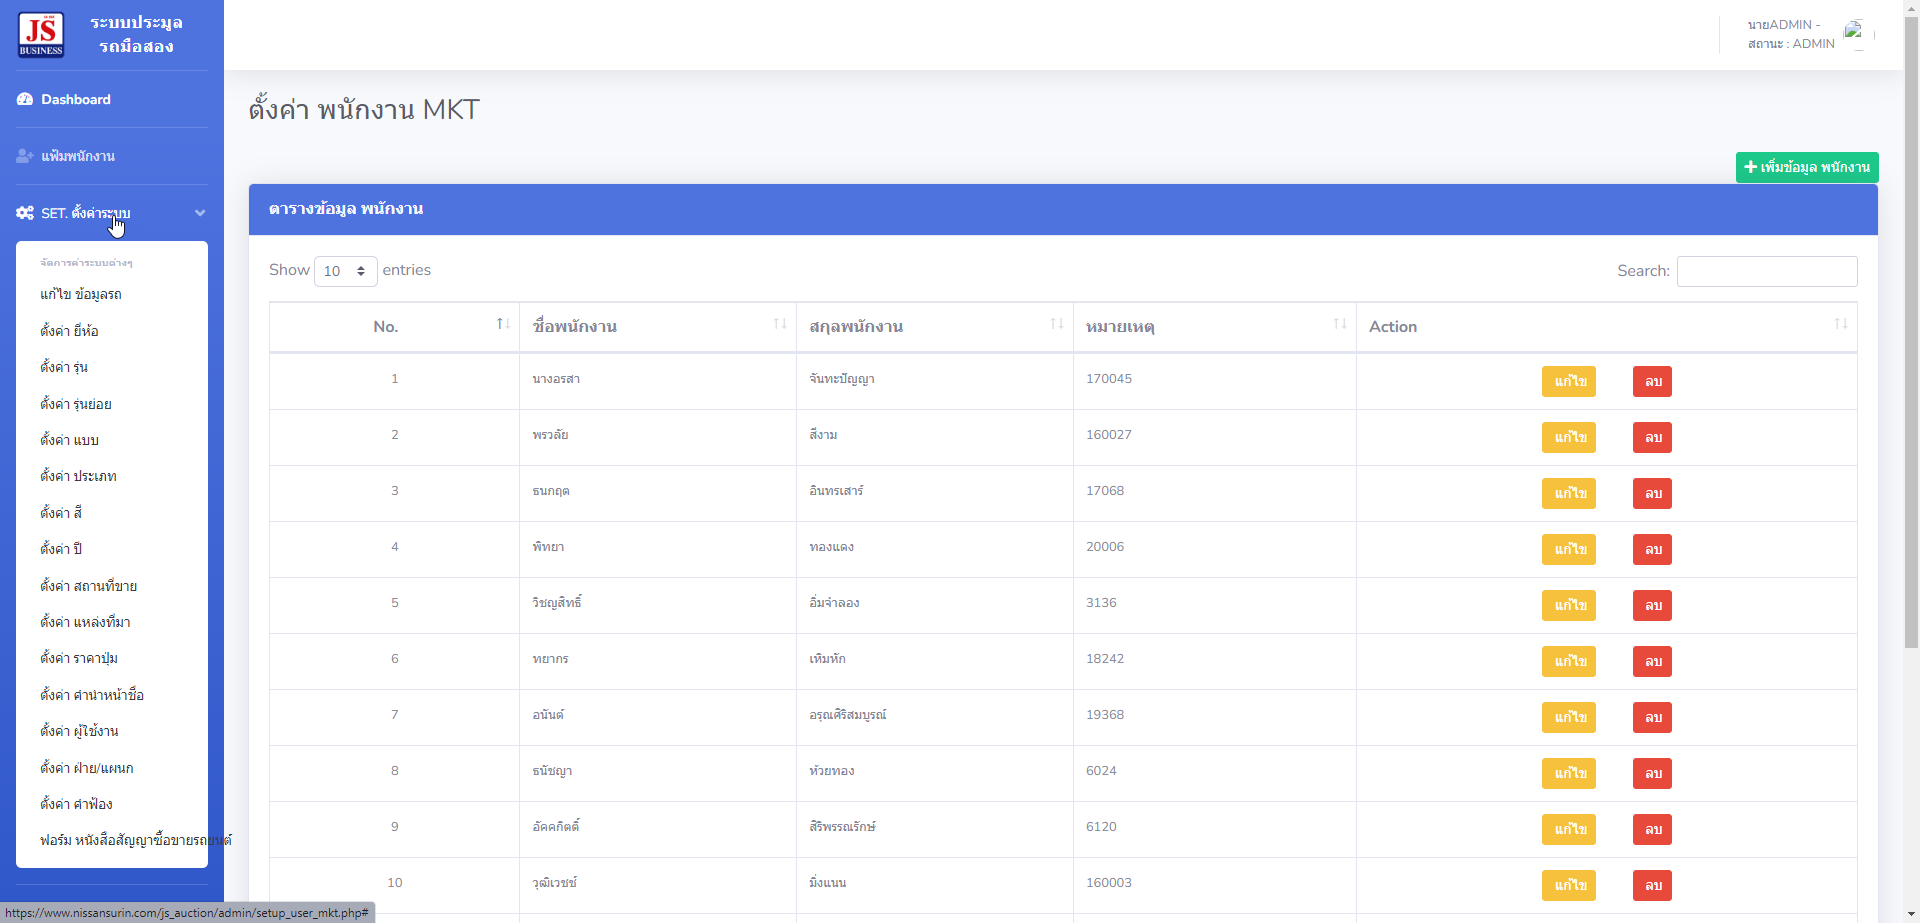 JS
BUSINESS
ระบบประมูล
รถมือสอง
นายADMIN -
สถานะ : ADMIN
Dashboard
แฟ้มพนักงาน
SET. ตั้งค่าระบบ
จัดการค่าระบบต่างๆ
แก้ไข ข้อมูลรถ
ตั้งค่า ยี่ห้อ
ตั้งค่า รุ่น
ตั้งค่า รุ่นย่อย
ตั้งค่า แบบ
ตั้งค่า ประเภท
ตั้งค่า สี
ตั้งค่า ปี
ตั้งค่า สถานที่ขาย
ตั้งค่า แหล่งที่มา
ตั้งค่า ราคาปุ่ม
ตั้งค่า คำนำหน้าชื่อ
ตั้งค่า ผู้ใช้งาน
ตั้งค่า ฝ่าย/แผนก
ตั้งค่า คำฟ้อง
ฟอร์ม หนังสือสัญญาซื้อขายรถยนต์
ตั้งค่า พนักงาน MKT
เพิ่มข้อมูล พนักงาน
ตารางข้อมูล พนักงาน
Show 10 entries
Search:
No. ชื่อพนักงาน สกุลพนักงาน หมายเหตุ Action
1 นางอรสา จันทะปัญญา 170045 แก้ไข ลบ
2 พรวลัย สีงาม 160027 แก้ไข ลบ
3 ธนกฤต อินทรเสาร์ 17068 แก้ไข ลบ
4 พิทยา ทองแดง 20006 แก้ไข ลบ
5 วิชญสิทธิ์ อิ่มจำลอง 3136 แก้ไข ลบ
6 ทยากร เหิมหัก 18242 แก้ไข ลบ
7 อนันต์ อรุณศิริสมบูรณ์ 19368 แก้ไข ลบ
8 ธนัชญา ห้วยทอง 6024 แก้ไข ลบ
9 อัคคกิตติ์ สิริพรรณรักษ์ 6120 แก้ไข ลบ
10 วุฒิเวชช์ มิ่งแนน 160003 แก้ไข ลบ
https://www.nissansurin.com/js_auction/admin/setup_user_mkt.php#